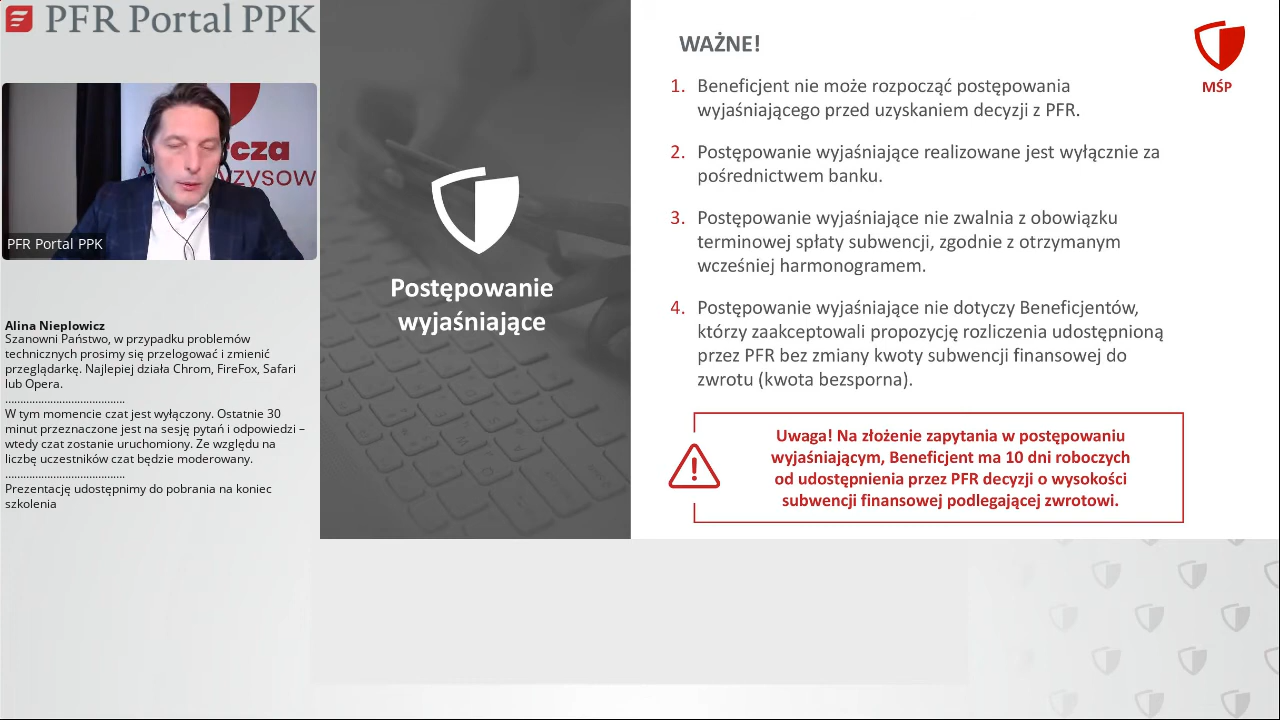 PFR Portal PPK
cza
PFR Portal PPK
Alina Nieplowicz
Szanowni Państwo, w przypadku problemów
technicznych prosimy się przelogować i zmienić
przeglądarkę. Najlepiej działa Chrom, FireFox, Safari
lub Opera.
........................................
W tym momencie czat jest wyłączony. Ostatnie 30
minut przeznaczone jest na sesję pytań i odpowiedzi –
wtedy czat zostanie uruchomiony. Ze względu na
liczbę uczestników czat będzie moderowany.
........................................
Prezentację udostępnimy do pobrania na koniec
szkolenia
Postępowanie
wyjaśniające
WAŻNE!
MŚP
1. Beneficjent nie może rozpocząć postępowania
wyjaśniającego przed uzyskaniem decyzji z PFR.
2. Postępowanie wyjaśniające realizowane jest wyłącznie za
pośrednictwem banku.
3. Postępowanie wyjaśniające nie zwalnia z obowiązku
terminowej spłaty subwencji, zgodnie z otrzymanym
wcześniej harmonogramem.
4. Postępowanie wyjaśniające nie dotyczy Beneficjentów,
którzy zaakceptowali propozycję rozliczenia udostępnioną
przez PFR bez zmiany kwoty subwencji finansowej do
zwrotu (kwota bezsporna).
Uwaga! Na złożenie zapytania w postępowaniu
wyjaśniającym, Beneficjent ma 10 dni roboczych
od udostępnienia przez PFR decyzji o wysokości
subwencji finansowej podlegającej zwrotowi.